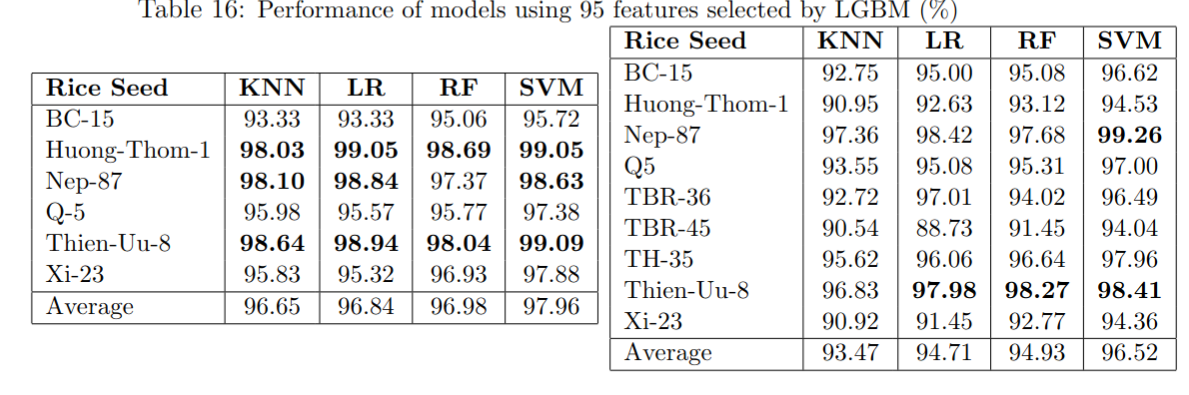 Table 16: Performance of models using 95 features selected by LGBM (%)
Rice Seed KNN LR RF SVM
BC-15 93.33 93.33 95.06 95.72
Huong-Thom-1 98.03 99.05 98.69 99.05
Nep-87 98.10 98.84 97.37 98.63
Q-5 95.98 95.57 95.77 97.38
Thien-Uu-8 98.64 98.94 98.04 99.09
Xi-23 95.83 95.32 96.93 97.88
Average 96.65 96.84 96.98 97.96
Rice Seed KNN LR RF SVM
BC-15 92.75 95.00 95.08 96.62
Huong-Thom-1 90.95 92.63 93.12 94.53
Nep-87 97.36 98.42 97.68 99.26
Q5 93.55 95.08 95.31 97.00
TBR-36 92.72 97.01 94.02 96.49
TBR-45 90.54 88.73 91.45 94.04
TH-35 95.62 96.06 96.64 97.96
Thien-Uu-8 96.83 97.98 98.27 98.41
Xi-23 90.92 91.45 92.77 94.36
Average 93.47 94.71 94.93 96.52